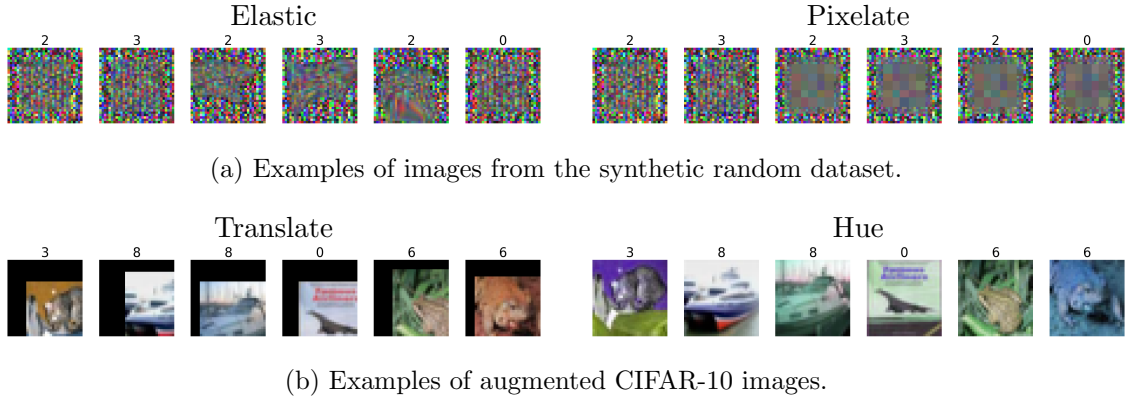 Elastic Pixelate
2 3 2 3 2 0 2 3 2 3 2 0
(a) Examples of images from the synthetic random dataset.
Translate Hue
3 8 8 0 6 6 3 8 8 0 6 6
(b) Examples of augmented CIFAR-10 images.